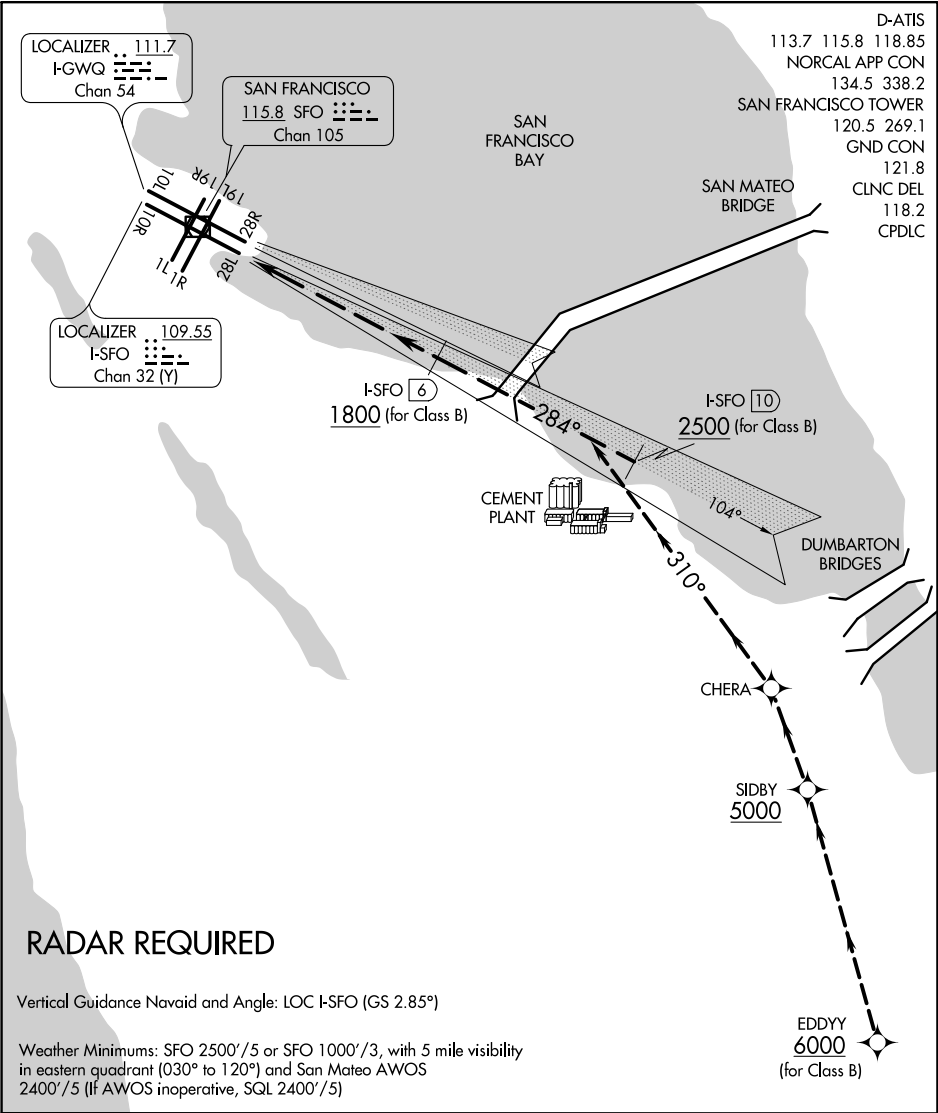 D-ATIS
113.7 115.8 118.85
NORCAL APP CON
134.5 338.2
SAN FRANCISCO TOWER
120.5 269.1
GND CON
121.8
CLNC DEL
118.2
CPDLC
LOCALIZER 111.7
I-GWQ
Chan 54
SAN FRANCISCO
115.8 SFO
Chan 105
SAN
FRANCISCO
BAY
SAN MATEO
BRIDGE
10L
19R
19L
28R
10R
1L
1R
28L
LOCALIZER 109.55
I-SFO
Chan 32 (Y)
I-SFO 6
1800 (for Class B)
284°
I-SFO 10
2500 (for Class B)
CEMENT
PLANT
104°
DUMBARTON
BRIDGES
310°
CHERA
SIDBY
5000
RADAR REQUIRED
Vertical Guidance Navaid and Angle: LOC I-SFO (GS 2.85°)
Weather Minimums: SFO 2500'/5 or SFO 1000'/3, with 5 mile visibility
in eastern quadrant (030° to 120°) and San Mateo AWOS
2400'/5 (If AWOS inoperative, SQL 2400'/5)
EDDYY
6000
(for Class B)